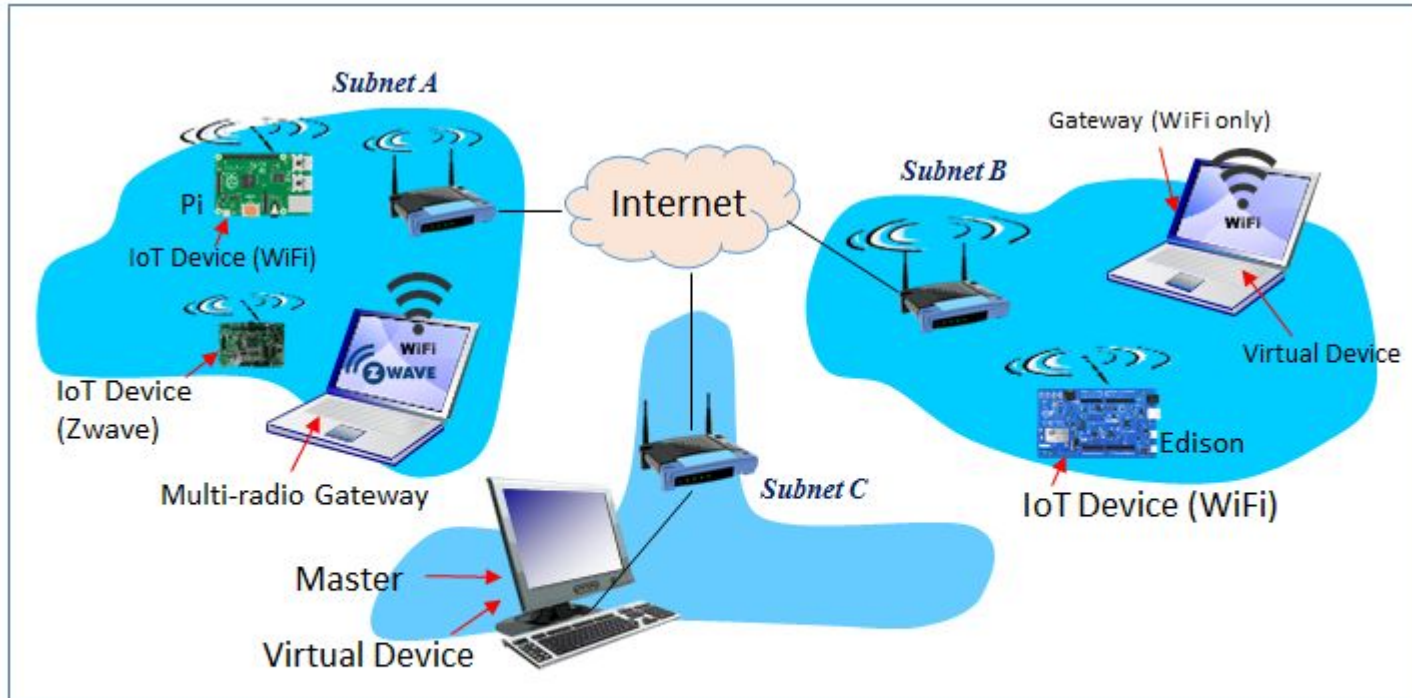 Subnet A
Pi
IoT Device (WiFi)
IoT Device
(Zwave)
WiFi
Z WAVE
Multi-radio Gateway
Internet
Gateway (WiFi only)
Subnet B
WiFi
Virtual Device
Edison
IoT Device (WiFi)
Subnet C
Master
Virtual Device